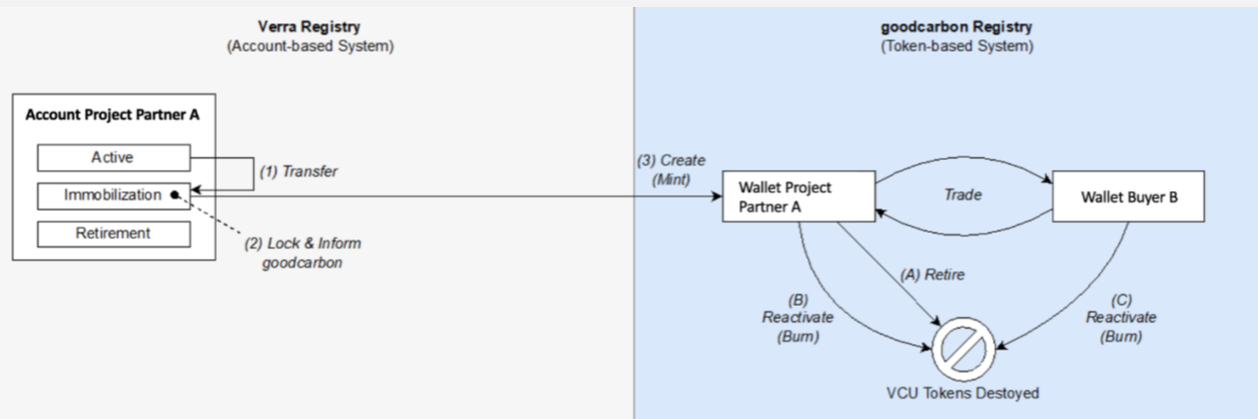 Verra Registry
(Account-based System)
goodcarbon Registry
(Token-based System)
Account Project Partner A
Active
Immobilization
Retirement
(1) Transfer
(2) Lock & Inform
goodcarbon
(3) Create
(Mint)
Wallet Project
Partner A
Trade
Wallet Buyer B
(A) Retire
(B)
Reactivate
(Burn)
(C)
Reactivate
(Burn)
VCU Tokens Destoyed